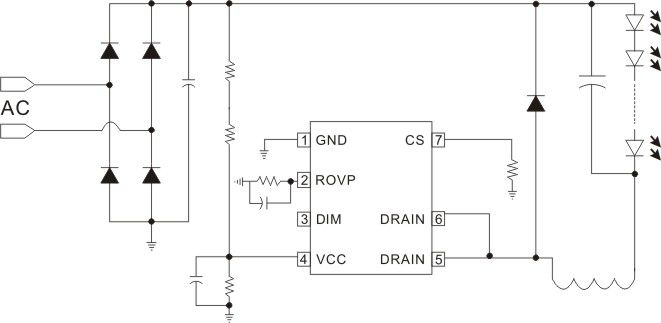 AC
1 GND
CS 7
2 ROVP
3 DIM
DRAIN 6
4 VCC
DRAIN 5